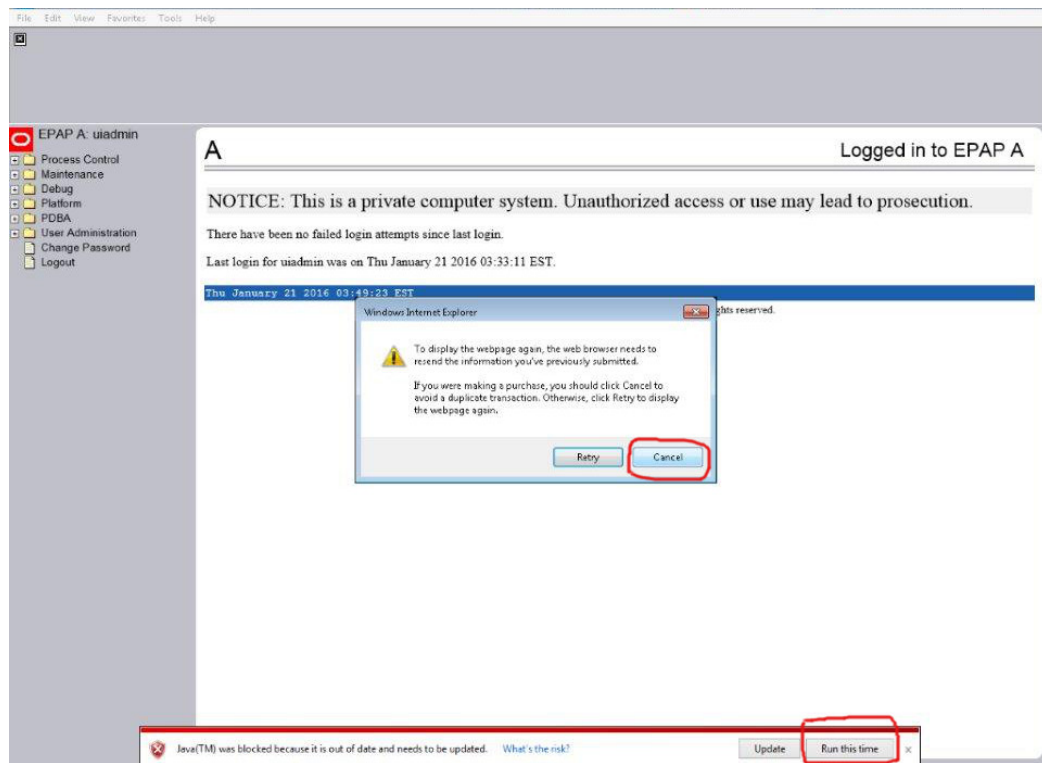 File Edit View Favorites Tools Help
EPAP A: uiadmin
Process Control
Maintenance
Debug
Platform
PDBA
User Administration
Change Password
Logout
A
Logged in to EPAP A
NOTICE: This is a private computer system. Unauthorized access or use may lead to prosecution.
There have been no failed login attempts since last login.
Last login for uiadmin was on Thu January 21 2016 03:33:11 EST.
Thu January 21 2016 03:49:23 EST
ghts reserved.
Windows Internet Explorer
To display the webpage again, the web browser needs to
resend the information you've previously submitted.
If you were making a purchase, you should click Cancel to
avoid a duplicate transaction. Otherwise, click Retry to display
the webpage again.
Retry Cancel
Java(TM) was blocked because it is out of date and needs to be updated. What's the risk? Update Run this time